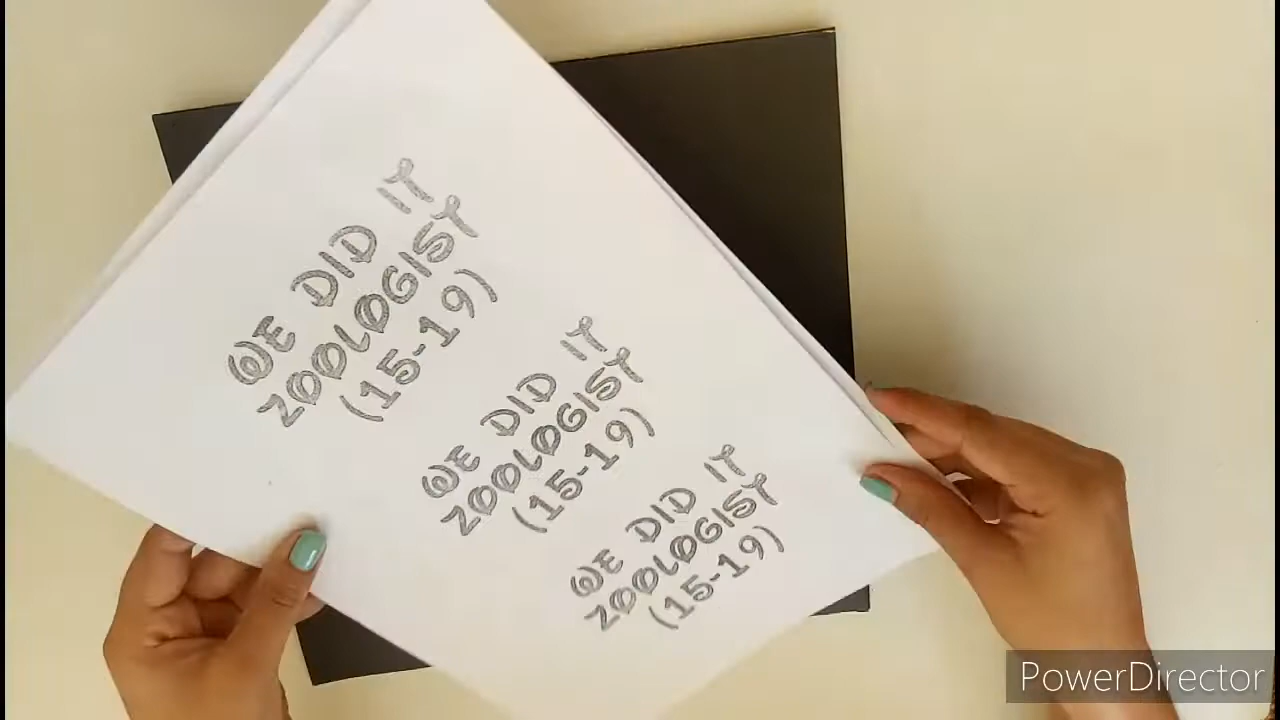 WE DID IT
ZOOLOGIST
(15-19)
WE DID IT
ZOOLOGIST
(15-19)
WE DID IT
ZOOLOGIST
(15-19)
PowerDirector